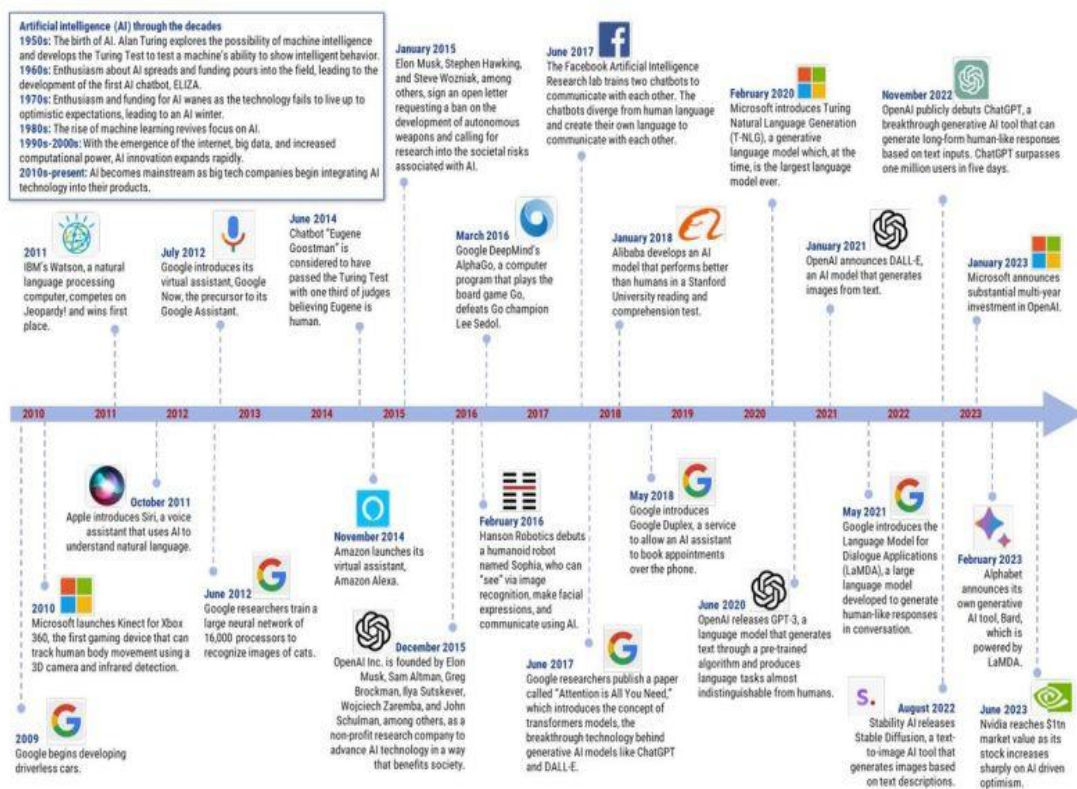 Artificial intelligence (AI) through the decades
1950s: The birth of AI. Alan Turing explores the possibility of machine intelligence
and develops the Turing Test to test a machine's ability to show intelligent behavior.
1960s: Enthusiasm about AI spreads and funding pours into the field, leading to the
development of the first AI chatbot, ELIZA.
1970s: Enthusiasm and funding for AI wanes as the technology fails to live up to
optimistic expectations, leading to an AI winter.
1980s: The rise of machine learning revives focus on AI.
1990s-2000s: With the emergence of the internet, big data, and increased
computational power, AI innovation expands rapidly.
2010s-present: AI becomes mainstream as big tech companies begin integrating AI
technology into their products.
2011
IBM's Watson, a natural
language processing
computer, competes on
Jeopardy! and wins first
place.
July 2012
Google introduces its
virtual assistant, Google
Now, the precursor to its
Google Assistant.
June 2014
Chatbot "Eugene
Goostman" is
considered to have
passed the Turing Test
with one third of judges
believing Eugene is
human.
January 2015
Elon Musk, Stephen Hawking,
and Steve Wozniak, among
others, sign an open letter
requesting a ban on the
development of autonomous
weapons and calling for
research into the societal risks
associated with AI.
March 2016
Google DeepMind's
AlphaGo, a computer
program that plays the
board game Go,
defeats Go champion
Lee Sedol.
June 2017
The Facebook Artificial Intelligence
Research lab trains two chatbots to
communicate with each other. The
chatbots diverge from human language
and create their own language to
communicate with each other.
January 2018
Alibaba develops an AI
model that performs better
than humans in a Stanford
University reading and
comprehension test.
February 2020
Microsoft introduces Turing
Natural Language Generation
(T-NLG), a generative
language model which, at the
time, is the largest language
model ever.
January 2021
OpenAI announces DALL-E,
an AI model that generates
images from text.
November 2022
OpenAI publicly debuts ChatGPT, a
breakthrough generative AI tool that can
generate long-form human-like responses
based on text inputs. ChatGPT surpasses
one million users in five days.
January 2023
Microsoft announces
substantial multi-year
investment in OpenAI.
2010 2011 2012 2013 2014 2015 2016 2017 2018 2019 2020 2021 2022 2023
2009
Google begins developing
driverless cars.
2010
Microsoft launches Kinect for Xbox
360, the first gaming device that can
track human body movement using a
3D camera and infrared detection.
October 2011
Apple introduces Siri, a voice
assistant that uses AI to
understand natural language.
June 2012
Google researchers train a
large neural network of
16,000 processors to
recognize images of cats.
November 2014
Amazon launches its
virtual assistant,
Amazon Alexa.
December 2015
OpenAI Inc. is founded by Elon
Musk, Sam Altman, Greg
Brockman, Ilya Sutskever,
Wojciech Zaremba, and John
Schulman, among others, as a
non-profit research company to
advance AI technology in a way
that benefits society.
February 2016
Hanson Robotics debuts
a humanoid robot
named Sophia, who can
"see" via image
recognition, make facial
expressions, and
communicate using AI.
June 2017
Google researchers publish a paper
called "Attention is All You Need,"
which introduces the concept of
transformers models, the
breakthrough technology behind
generative AI models like ChatGPT
and DALL-E.
May 2018
Google introduces
Google Duplex, a service
to allow an AI assistant
to book appointments
over the phone.
June 2020
OpenAI releases GPT-3, a
language model that generates
text through a pre-trained
algorithm and produces
language tasks almost
indistinguishable from humans.
May 2021
Google introduces the
Language Model for
Dialogue Applications
(LaMDA), a large
language model
developed to generate
human-like responses
in conversation.
s.
August 2022
Stability AI releases
Stable Diffusion, a text-
to-image AI tool that
generates images based
on text descriptions.
February 2023
Alphabet
announces its
own generative
AI tool, Bard,
which is
powered by
LaMDA.
June 2023
Nvidia reaches $1tn
market value as its
stock increases
sharply on AI driven
optimism.